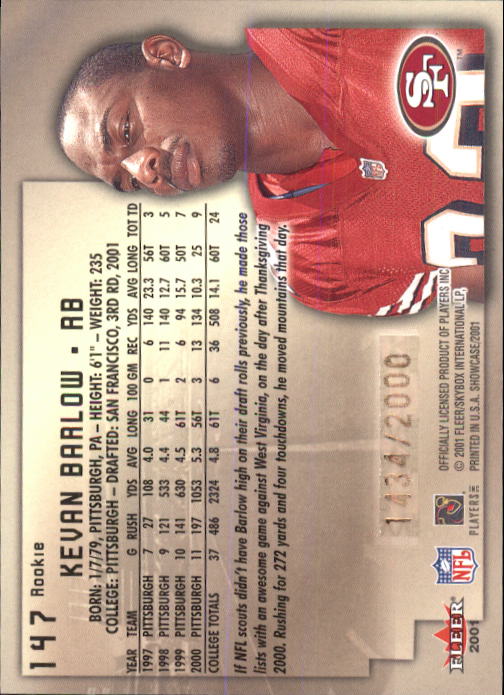 147 Rookie
KEVAN BARLOW • RB
BORN: 1/7/79, PITTSBURGH, PA – HEIGHT: 6'1" – WEIGHT: 235
COLLEGE: PITTSBURGH – DRAFTED: SAN FRANCISCO, 3RD RD, 2001
YEAR TEAM G RUSH YDS AVG LONG 100 GM REC YDS AVG LONG TOT TD
1997 PITTSBURGH 7 27 108 4.0 31 0 6 140 23.3 56T 3
1998 PITTSBURGH 9 121 533 4.4 44 1 11 140 12.7 60T 5
1999 PITTSBURGH 10 141 630 4.5 61T 2 6 94 15.7 50T 7
2000 PITTSBURGH 11 197 1053 5.3 56T 3 13 134 10.3 25 9
COLLEGE TOTALS 37 486 2324 4.8 61T 6 36 508 14.1 60T 24
If NFL scouts didn't have Barlow high on their draft rolls previously, he made those
lists with an awesome game against West Virginia, on the day after Thanksgiving
2000. Rushing for 272 yards and four touchdowns, he moved mountains that day.
1434/2000
FLEER
2001
NFL
PLAYERS INC
OFFICIALLY LICENSED PRODUCT OF PLAYERS INC
© 2001 FLEER/SKYBOX INTERNATIONAL LP,
PRINTED IN U.S.A. SHOWCASE/2001
SF
TM
NFL